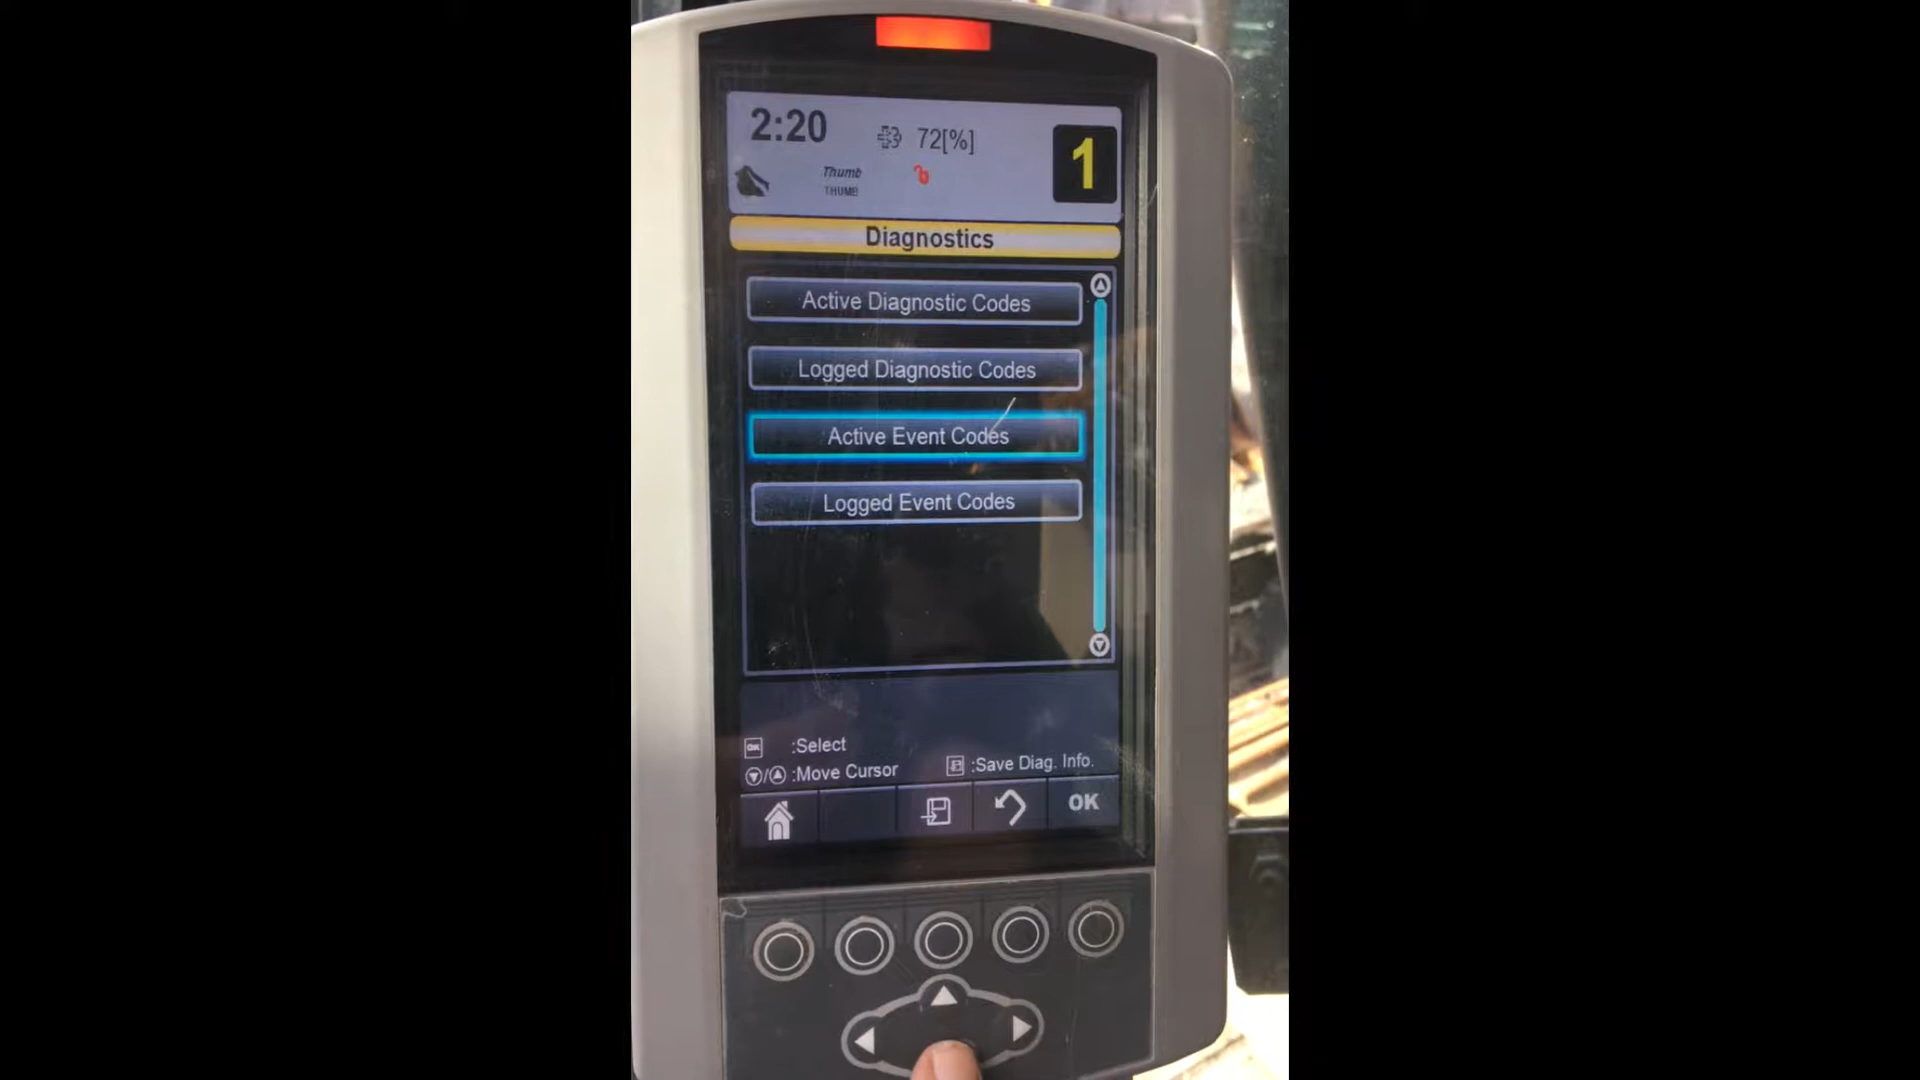 2:20
72[%]
1
Thumb
THUMB
Diagnostics
Active Diagnostic Codes
Logged Diagnostic Codes
Active Event Codes
Logged Event Codes
OK :Select
:Move Cursor
:Save Diag. Info.
OK